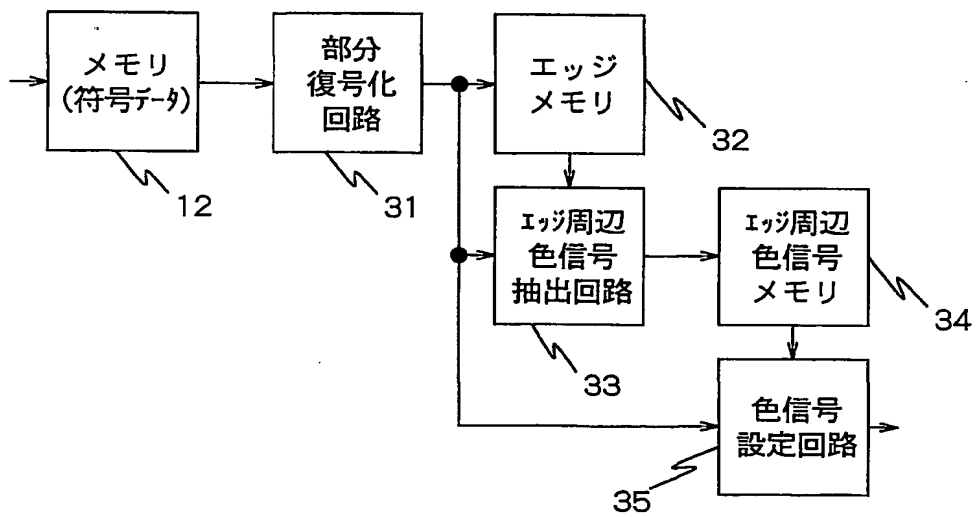 メモリ
(符号ﾃﾞｰﾀ)
12
部分
復号化
回路
31
エッジ
メモリ
32
ｴｯｼﾞ周辺
色信号
抽出回路
33
ｴｯｼﾞ周辺
色信号
メモリ
34
色信号
設定回路
35